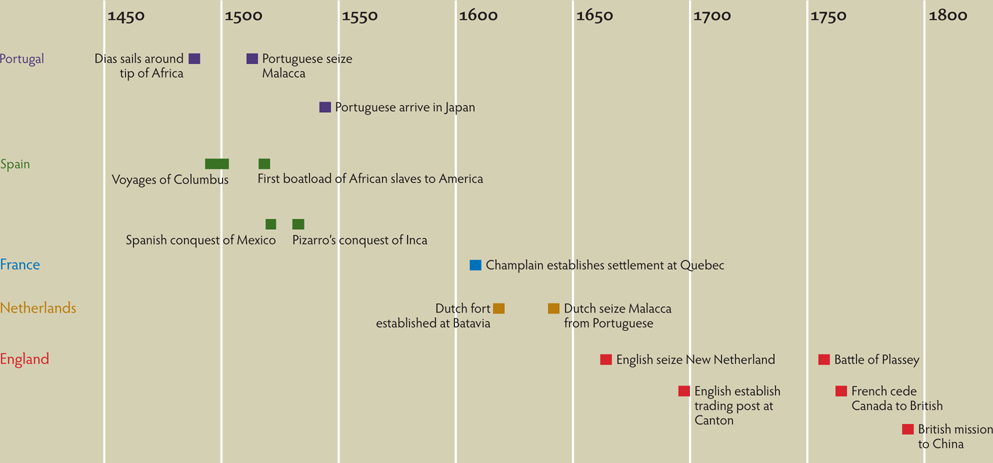 1450 1500 1550 1600 1650 1700 1750 1800
Portugal
Dias sails around
tip of Africa
Portuguese seize
Malacca
Portuguese arrive in Japan
Spain
Voyages of Columbus
First boatload of African slaves to America
Spanish conquest of Mexico
Pizarro's conquest of Inca
France
Champlain establishes settlement at Quebec
Netherlands
Dutch fort
established at Batavia
Dutch seize Malacca
from Portuguese
England
English seize New Netherland
Battle of Plassey
English establish
trading post at
Canton
French cede
Canada to British
British mission
to China